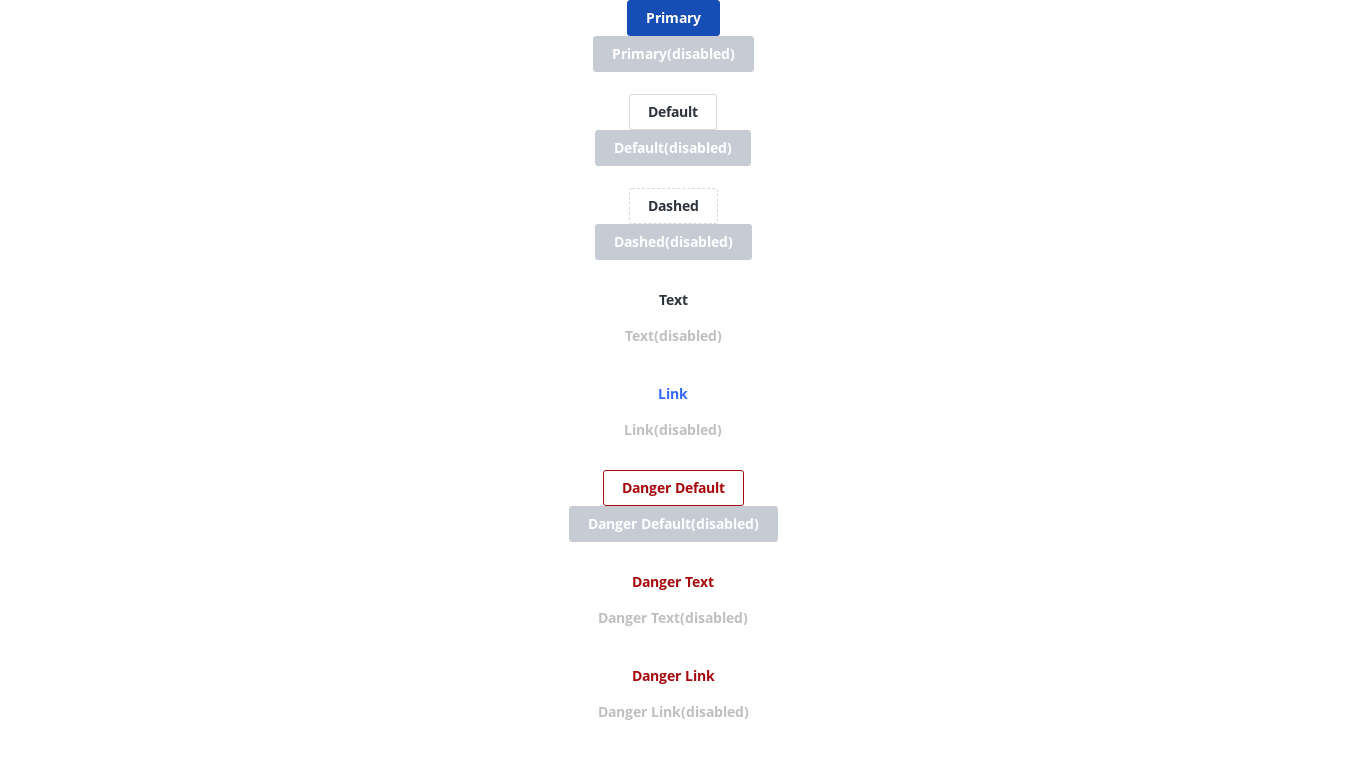 Primary
Primary(disabled)
Default
Default(disabled)
Dashed
Dashed(disabled)
Text
Text(disabled)
Link
Link(disabled)
Danger Default
Danger Default(disabled)
Danger Text
Danger Text(disabled)
Danger Link
Danger Link(disabled)